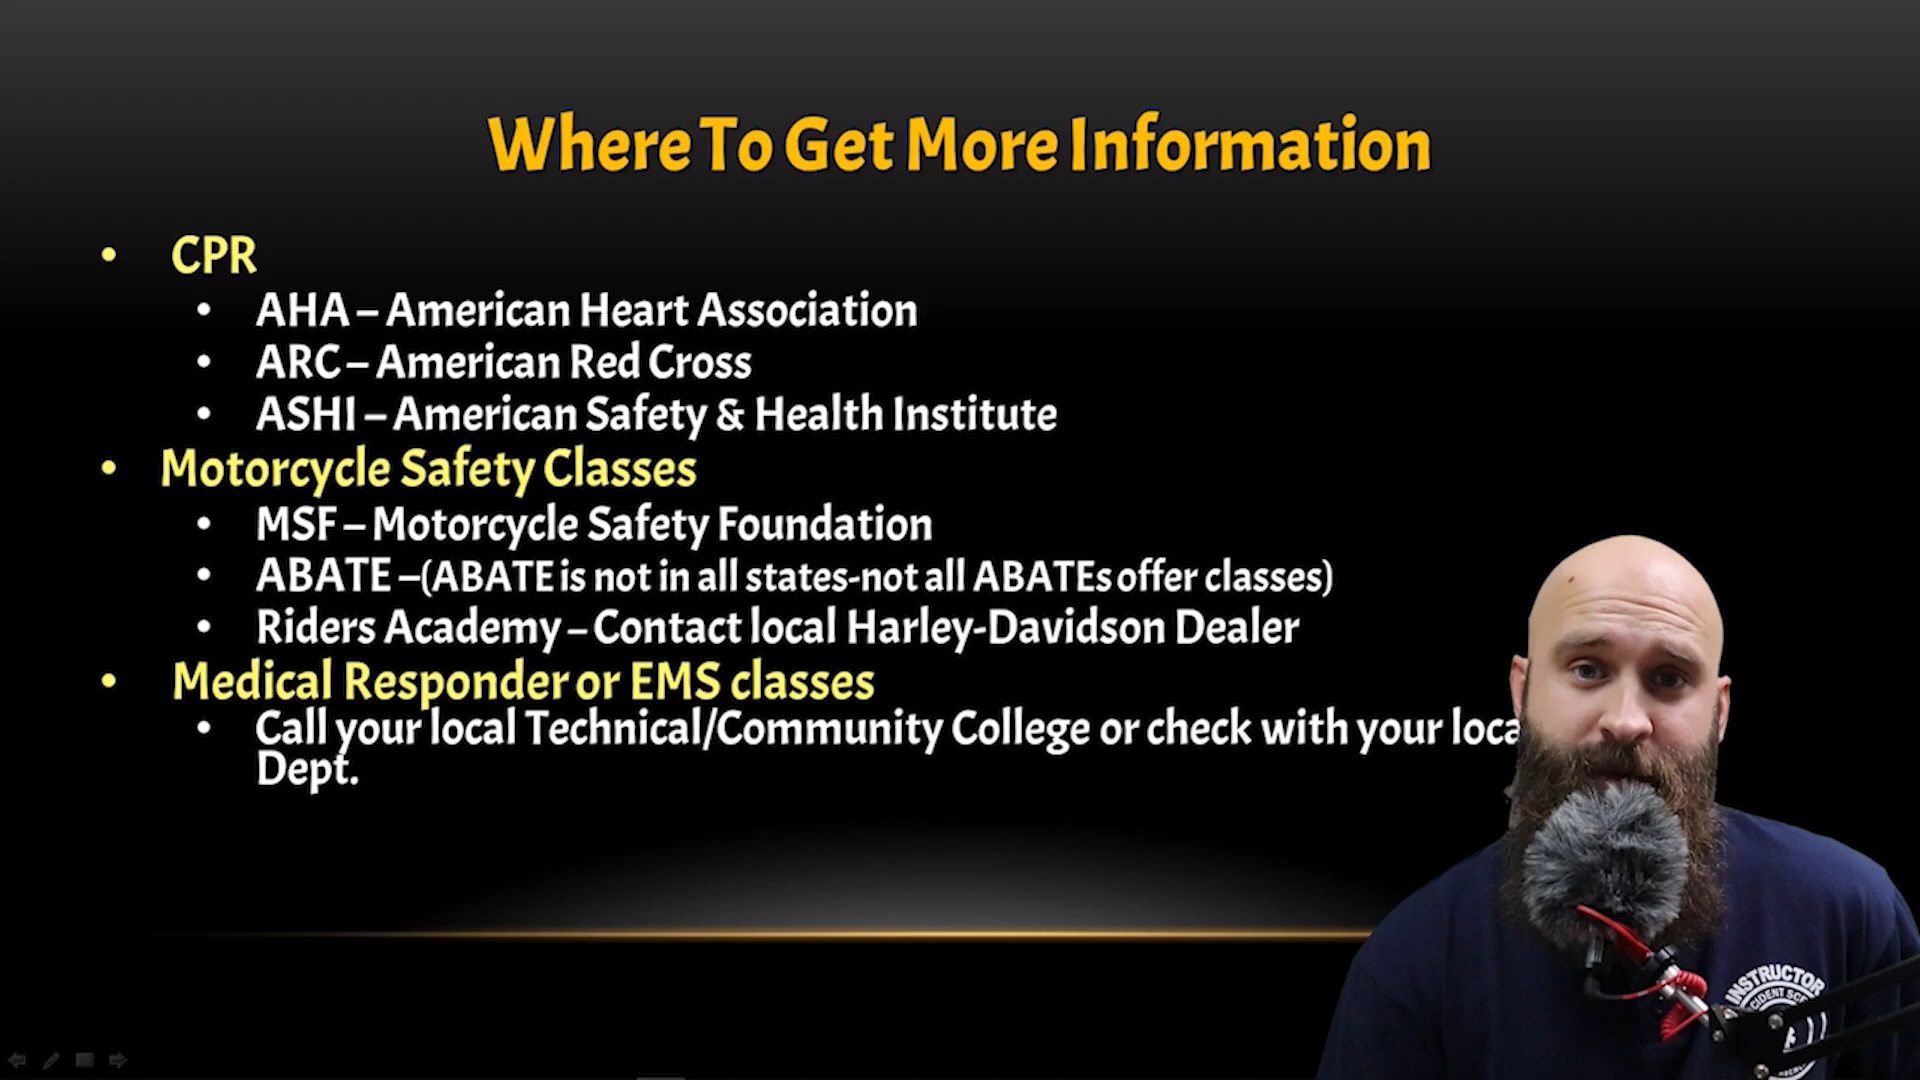 Where To Get More Information
• CPR
• AHA – American Heart Association
• ARC – American Red Cross
• ASHI – American Safety & Health Institute
• Motorcycle Safety Classes
• MSF – Motorcycle Safety Foundation
• ABATE –(ABATE is not in all states-not all ABATEs offer classes)
• Riders Academy – Contact local Harley-Davidson Dealer
• Medical Responder or EMS classes
• Call your local Technical/Community College or check with your
Dept.
INSTRUCTOR